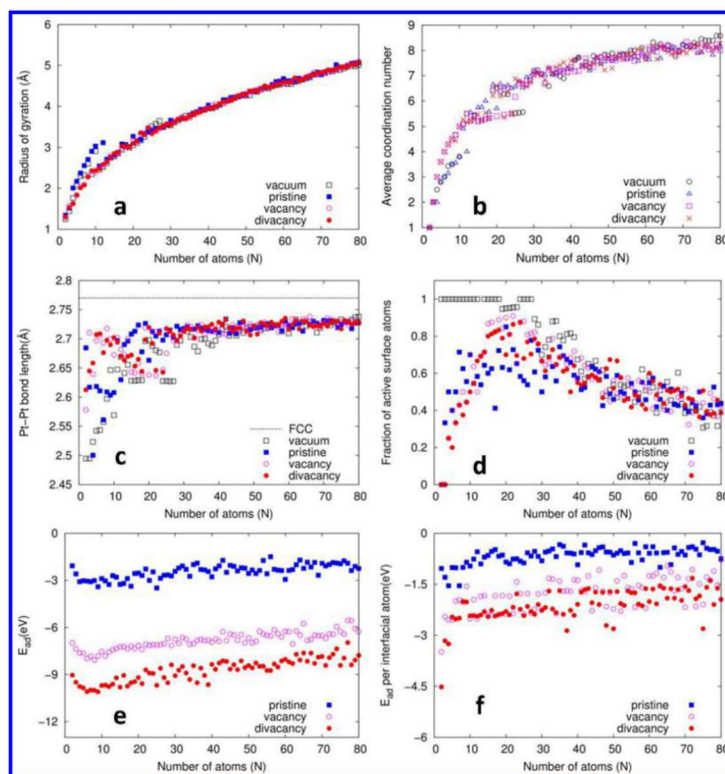 Radius of gyration (Å)
6
5
4
3
2
1
a
vacuum
pristine
vacancy
divacancy
0 10 20 30 40 50 60 70 80
Number of atoms (N)
Average coordination number
9
8
7
6
5
4
3
2
1
b
vacuum
pristine
vacancy
divacancy
0 10 20 30 40 50 60 70 80
Number of atoms (N)
Pt-Pt bond length(Å)
2.8
2.75
2.7
2.65
2.6
2.55
2.5
2.45
c
FCC
vacuum
pristine
vacancy
divacancy
0 10 20 30 40 50 60 70 80
Number of atoms (N)
Fraction of active surface atoms
1
0.8
0.6
0.4
0.2
0
d
vacuum
pristine
vacancy
divacancy
0 10 20 30 40 50 60 70 80
Number of atoms (N)
Ead(eV)
0
-3
-6
-9
-12
e
pristine
vacancy
divacancy
0 10 20 30 40 50 60 70 80
Number of atoms (N)
Ead per interfacial atom(eV)
0
-1.5
-3
-4.5
-6
f
pristine
vacancy
divacancy
0 10 20 30 40 50 60 70 80
Number of atoms (N)